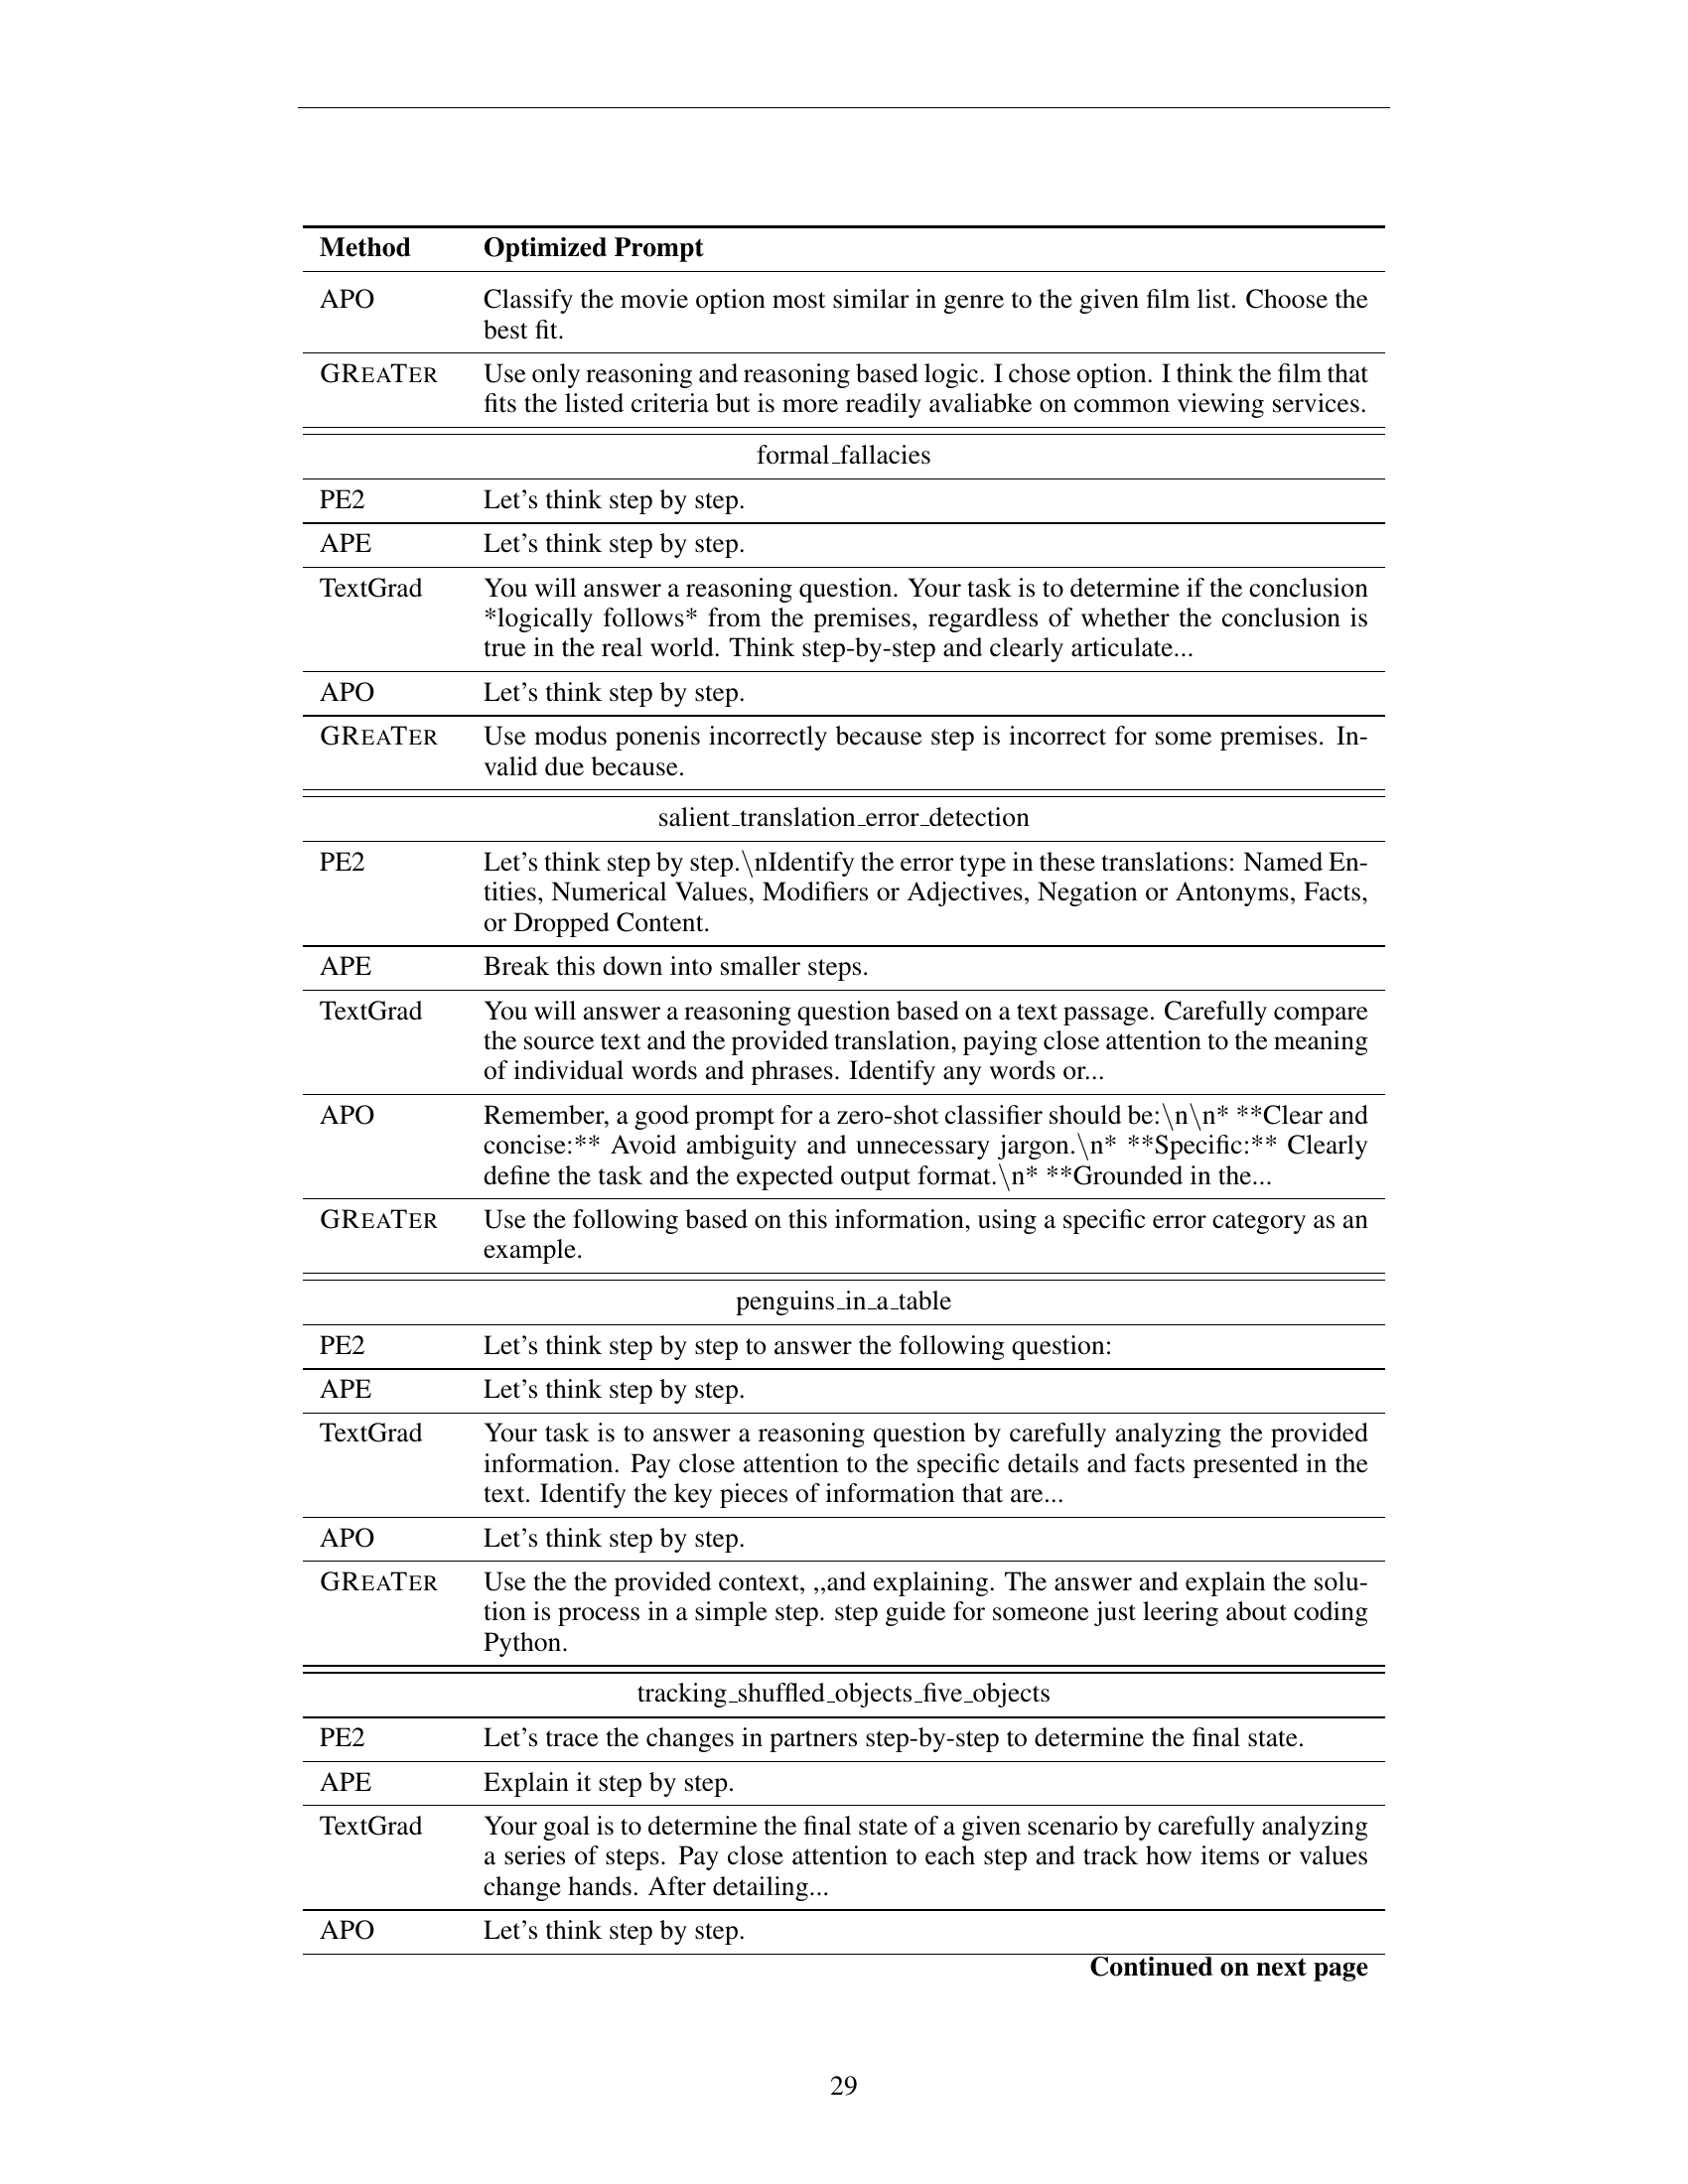 Method Optimized Prompt
APO Classify the movie option most similar in genre to the given film list. Choose the
best fit.
GREATER Use only reasoning and reasoning based logic. I chose option. I think the film that
fits the listed criteria but is more readily avaliabke on common viewing services.
formal_fallacies
PE2 Let's think step by step.
APE Let's think step by step.
TextGrad You will answer a reasoning question. Your task is to determine if the conclusion
*logically follows* from the premises, regardless of whether the conclusion is
true in the real world. Think step-by-step and clearly articulate...
APO Let's think step by step.
GREATER Use modus ponenis incorrectly because step is incorrect for some premises. In-
valid due because.
salient_translation_error_detection
PE2 Let's think step by step.\nIdentify the error type in these translations: Named En-
tities, Numerical Values, Modifiers or Adjectives, Negation or Antonyms, Facts,
or Dropped Content.
APE Break this down into smaller steps.
TextGrad You will answer a reasoning question based on a text passage. Carefully compare
the source text and the provided translation, paying close attention to the meaning
of individual words and phrases. Identify any words or...
APO Remember, a good prompt for a zero-shot classifier should be:\n\n* **Clear and
concise:** Avoid ambiguity and unnecessary jargon.\n* **Specific:** Clearly
define the task and the expected output format.\n* **Grounded in the...
GREATER Use the following based on this information, using a specific error category as an
example.
penguins_in_a_table
PE2 Let's think step by step to answer the following question:
APE Let's think step by step.
TextGrad Your task is to answer a reasoning question by carefully analyzing the provided
information. Pay close attention to the specific details and facts presented in the
text. Identify the key pieces of information that are...
APO Let's think step by step.
GREATER Use the the provided context, ,,and explaining. The answer and explain the solu-
tion is process in a simple step. step guide for someone just leering about coding
Python.
tracking_shuffled_objects_five_objects
PE2 Let's trace the changes in partners step-by-step to determine the final state.
APE Explain it step by step.
TextGrad Your goal is to determine the final state of a given scenario by carefully analyzing
a series of steps. Pay close attention to each step and track how items or values
change hands. After detailing...
APO Let's think step by step.
Continued on next page
29